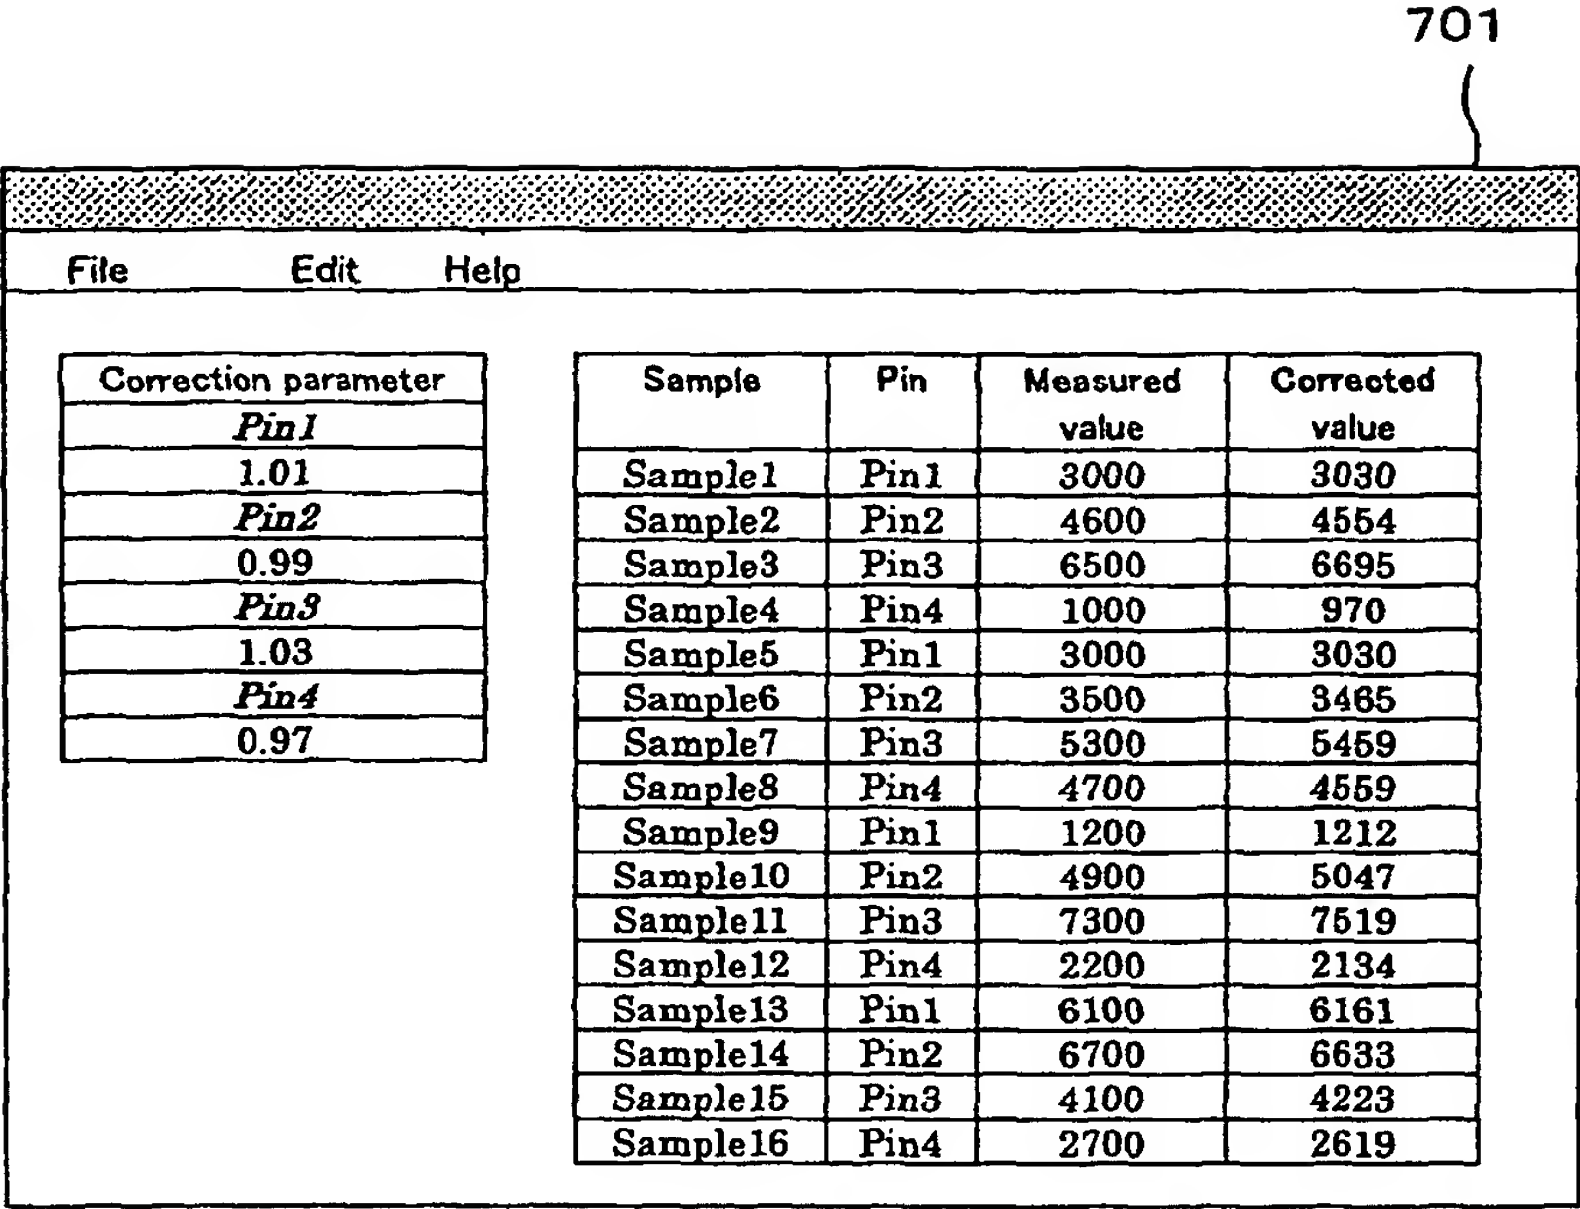 701
File Edit Help
Correction parameter
Pin1
1.01
Pin2
0.99
Pin3
1.03
Pin4
0.97
Sample Pin Measured value Corrected value
Sample1 Pin1 3000 3030
Sample2 Pin2 4600 4554
Sample3 Pin3 6500 6695
Sample4 Pin4 1000 970
Sample5 Pin1 3000 3030
Sample6 Pin2 3500 3465
Sample7 Pin3 5300 5459
Sample8 Pin4 4700 4559
Sample9 Pin1 1200 1212
Sample10 Pin2 4900 5047
Sample11 Pin3 7300 7519
Sample12 Pin4 2200 2134
Sample13 Pin1 6100 6161
Sample14 Pin2 6700 6633
Sample15 Pin3 4100 4223
Sample16 Pin4 2700 2619